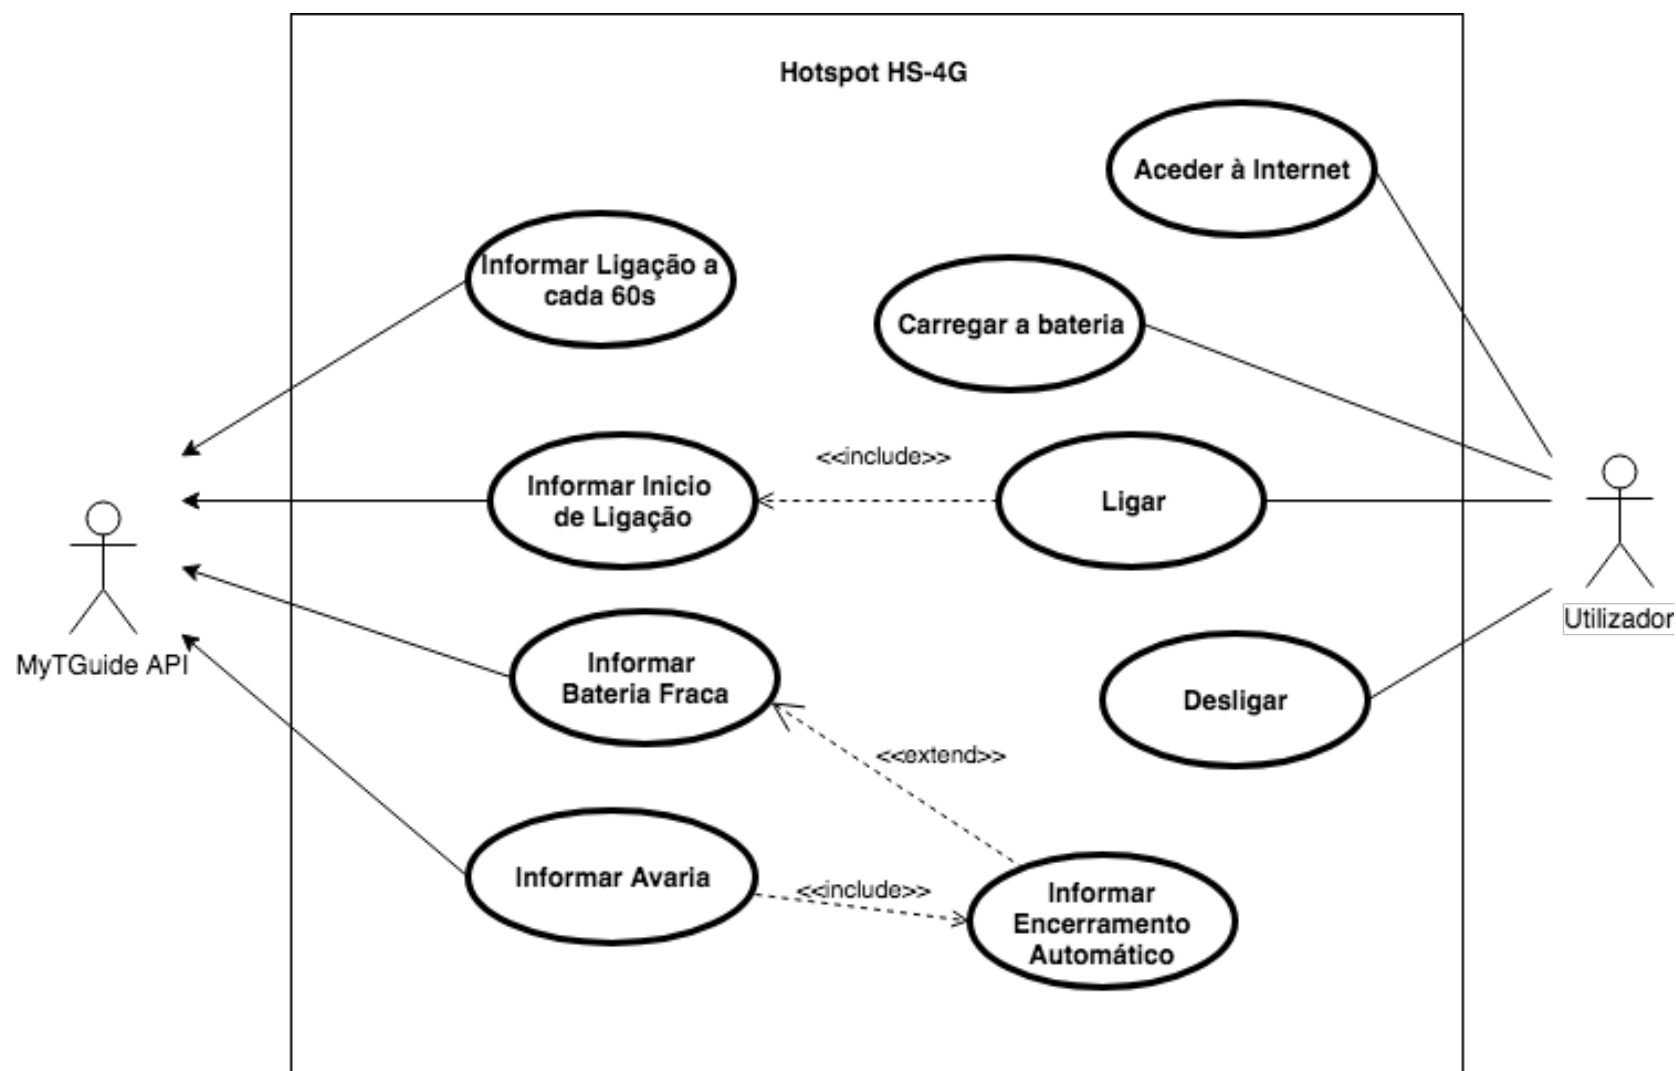 Hotspot HS-4G
Aceder à Internet
Informar Ligação a
cada 60s
Carregar a bateria
<<include>>
Informar Inicio
de Ligação
Ligar
MyTGuide API
Utilizador
Informar
Bateria Fraca
Desligar
<<extend>>
Informar Avaria
<<include>>
Informar
Encerramento
Automático